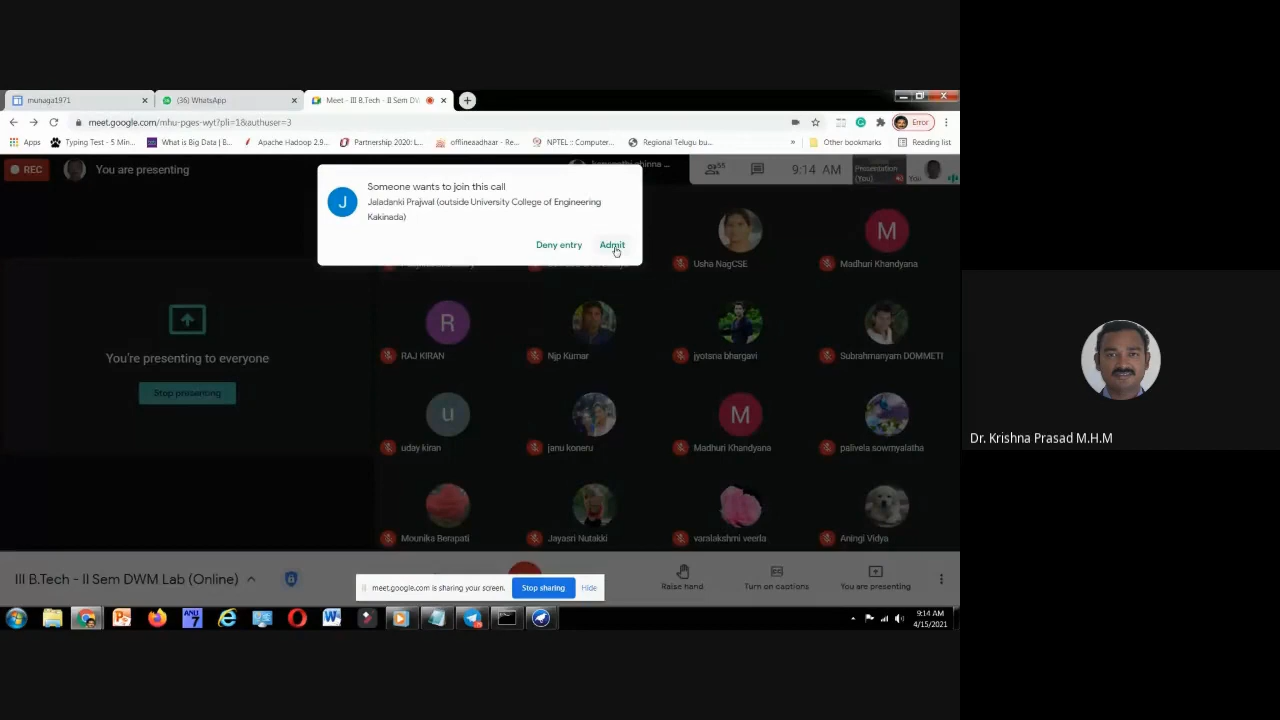 munaga1971
(36) WhatsApp
Meet - III B.Tech - II Sem DW
meet.google.com/mhu-pges-wyt?pli=1&authuser=3
Error
Apps
Typing Test - 5 Min...
What is Big Data | B...
Apache Hadoop 2.9...
Partnership 2020: L...
offlineaadhaar - Re...
NPTEL :: Computer...
Regional Telugu bu...
»
Other bookmarks
Reading list
REC
You are presenting
55
9:14 AM
Presentation
(You)
You
Someone wants to join this call
J
Jaladanki Prajwal (outside University College of Engineering
Kakinada)
Deny entry
Admit
Usha NagCSE
M
Madhuri Khandyana
You're presenting to everyone
Stop presenting
R
RAJ KIRAN
Njp Kumar
jyotsna bhargavi
Subrahmanyam DOMMETI
u
uday kiran
janu koneru
M
Madhuri Khandyana
palivela sowmyalatha
Mounika Berapati
Jayasri Nutakki
varalakshmi veerla
Aningi Vidya
III B.Tech - II Sem DWM Lab (Online)
meet.google.com is sharing your screen.
Stop sharing
Hide
Raise hand
Turn on captions
You are presenting
9:14 AM
4/15/2021
Dr. Krishna Prasad M.H.M